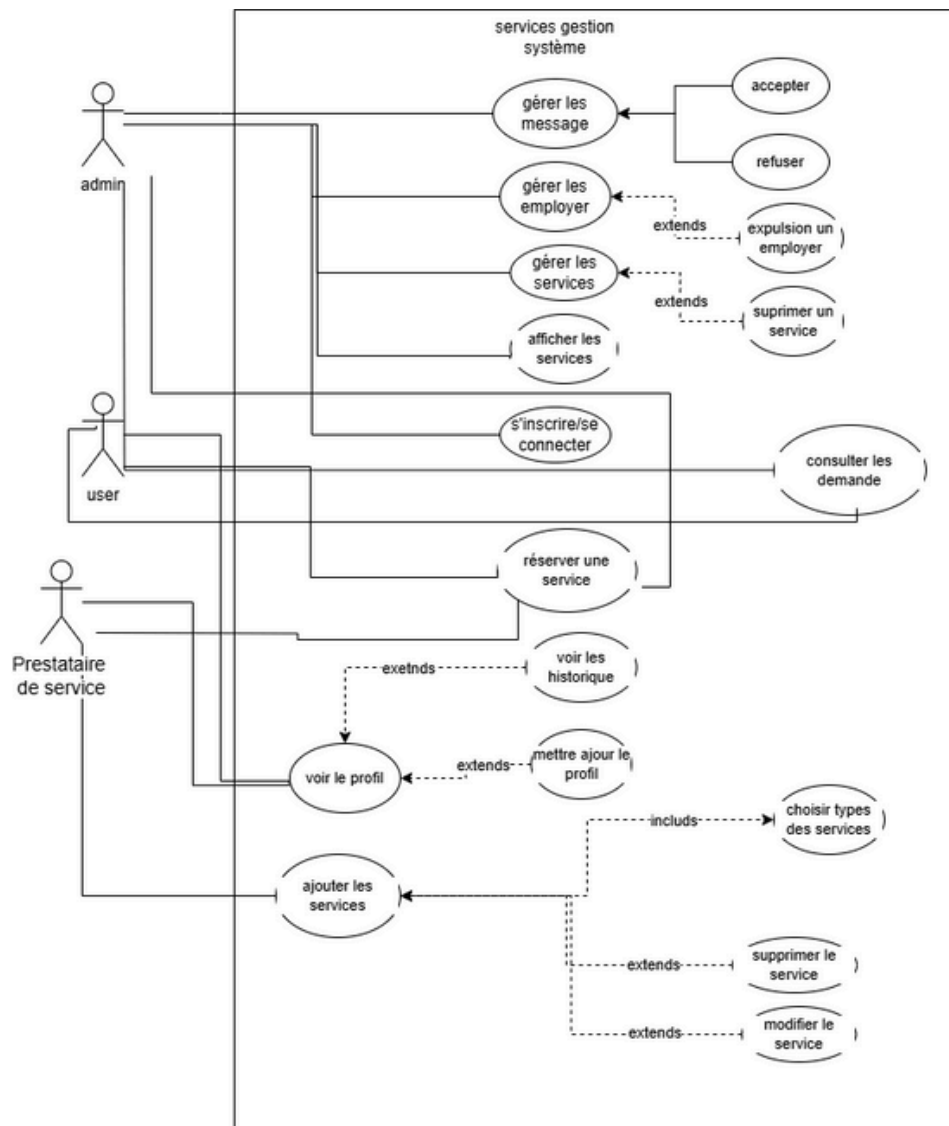 services gestion
système
gérer les
message
accepter
refuser
admin
gérer les
employer
extends
expulsion un
employer
gérer les
services
extends
suprimer un
service
afficher les
services
s'inscrire/se
connecter
user
consulter les
demande
réserver une
service
Prestataire
de service
exetnds
voir les
historique
voir le profil
extends
mettre ajour le
profil
includs
choisir types
des services
ajouter les
services
extends
supprimer le
service
extends
modifier le
service